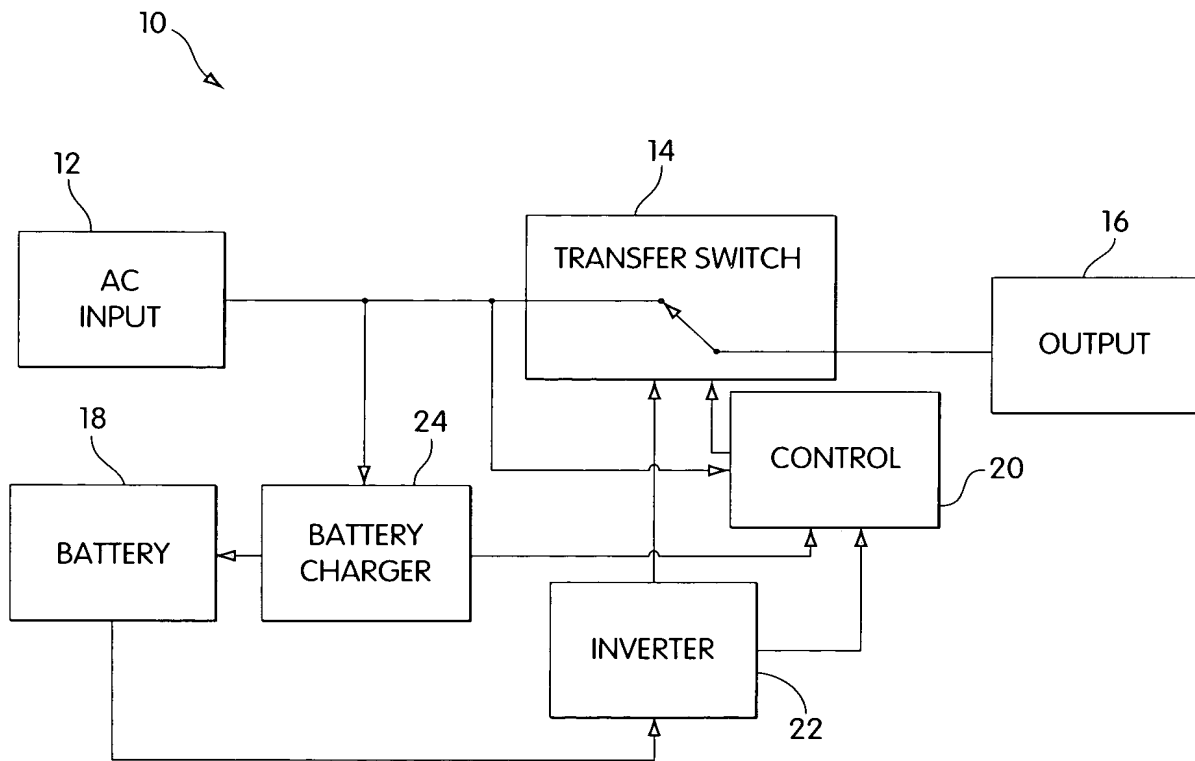 10
12
14
16
AC
INPUT
TRANSFER SWITCH
OUTPUT
18
24
20
BATTERY
BATTERY
CHARGER
CONTROL
INVERTER
22